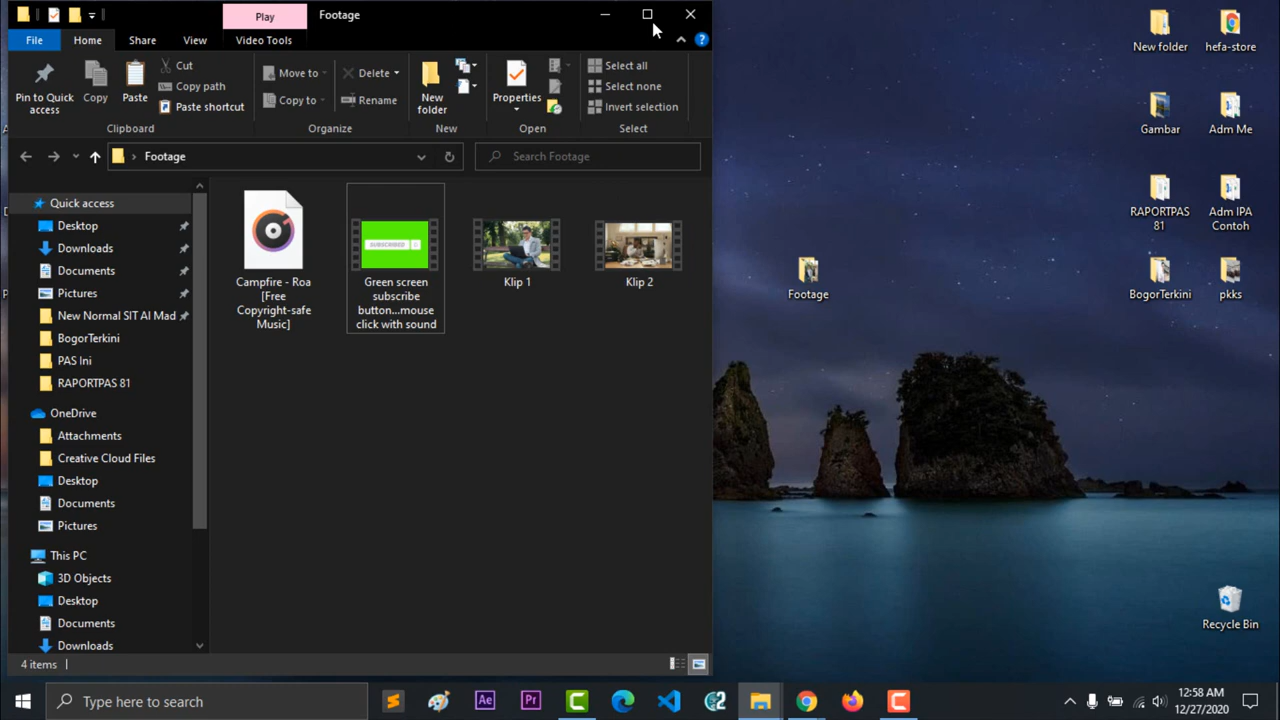 Play
Footage
File
Home
Share
View
Video Tools
Pin to Quick
access
Copy
Paste
Cut
Copy path
Paste shortcut
Clipboard
Move to
Copy to
Delete
Rename
Organize
New
folder
New
Properties
Open
Select all
Select none
Invert selection
Select
Footage
Search Footage
Quick access
Desktop
Downloads
Documents
Pictures
New Normal SIT Al Mad
BogorTerkini
PAS Ini
RAPORTPAS 81
OneDrive
Attachments
Creative Cloud Files
Desktop
Documents
Pictures
This PC
3D Objects
Desktop
Documents
Downloads
Campfire - Roa
[Free
Copyright-safe
Music]
SUBSCRIBED
Green screen
subscribe
button...mouse
click with sound
Klip 1
Klip 2
4 items
New folder
hefa-store
Gambar
Adm Me
RAPORTPAS
81
Adm IPA
Contoh
Footage
BogorTerkini
pkks
Recycle Bin
Type here to search
Ae
Pr
12:58 AM
12/27/2020